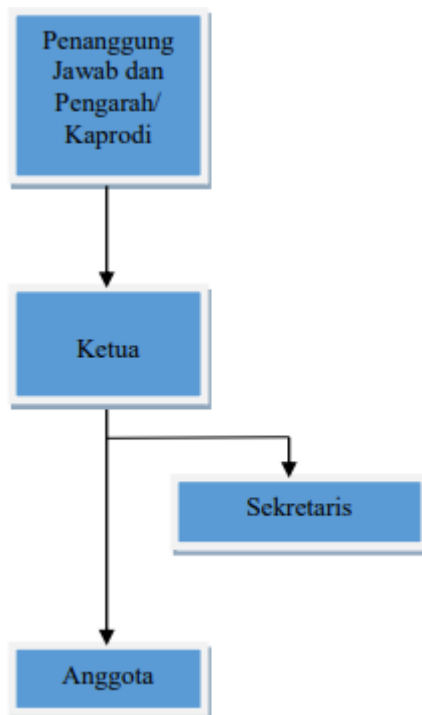 Penanggung
Jawab dan
Pengarah/
Kaprodi
Ketua
Sekretaris
Anggota